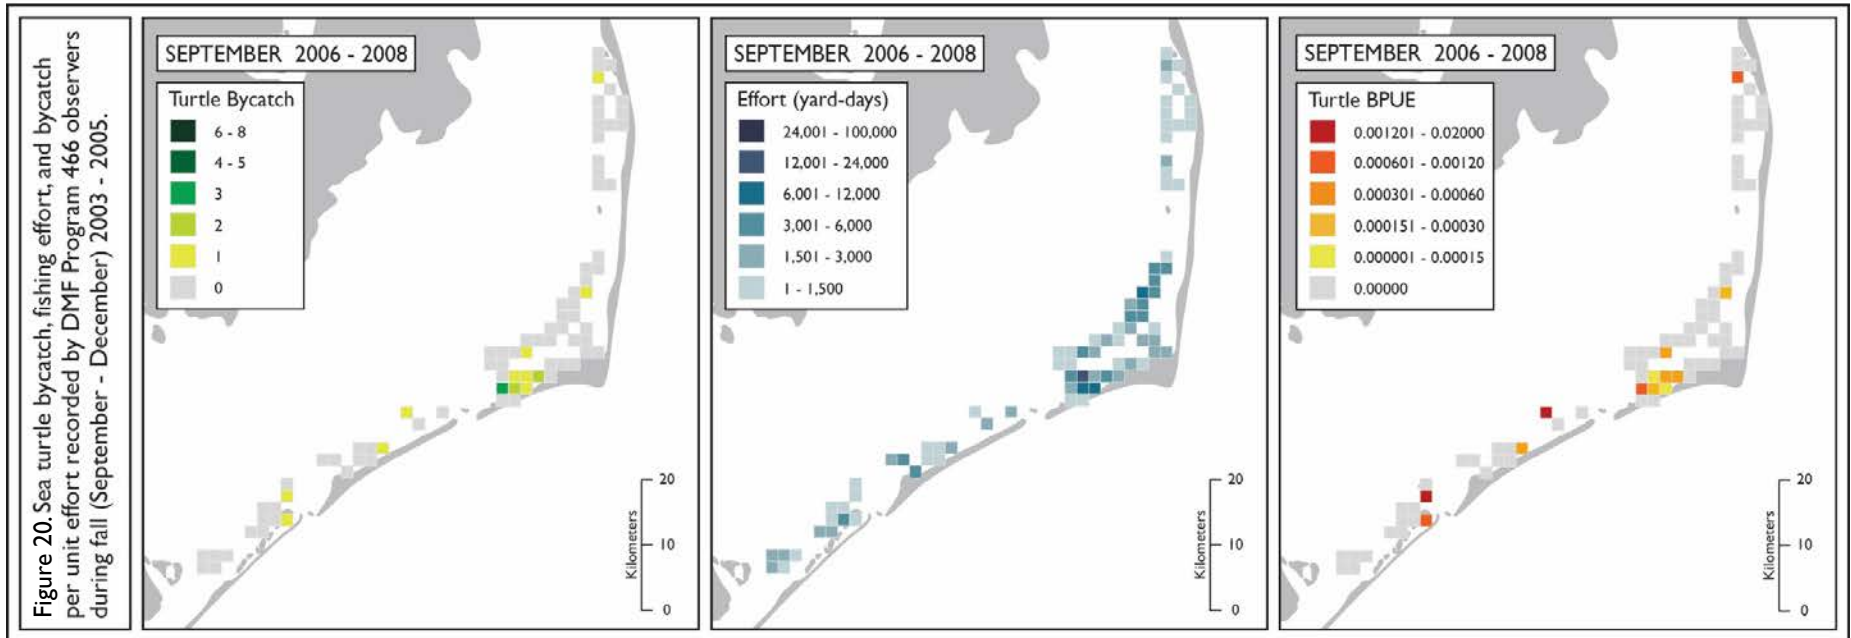 Figure 20. Sea turtle bycatch, fishing effort, and bycatch
per unit effort recorded by DMF Program 466 observers
during fall (September - December) 2003 - 2005.
SEPTEMBER 2006 - 2008
Turtle Bycatch
6 - 8
4 - 5
3
2
1
0
Kilometers
20
10
0
SEPTEMBER 2006 - 2008
Effort (yard-days)
24,001 - 100,000
12,001 - 24,000
6,001 - 12,000
3,001 - 6,000
1,501 - 3,000
1 - 1,500
Kilometers
20
10
0
SEPTEMBER 2006 - 2008
Turtle BPUE
0.001201 - 0.02000
0.000601 - 0.00120
0.000301 - 0.00060
0.000151 - 0.00030
0.000001 - 0.00015
0.00000
Kilometers
20
10
0